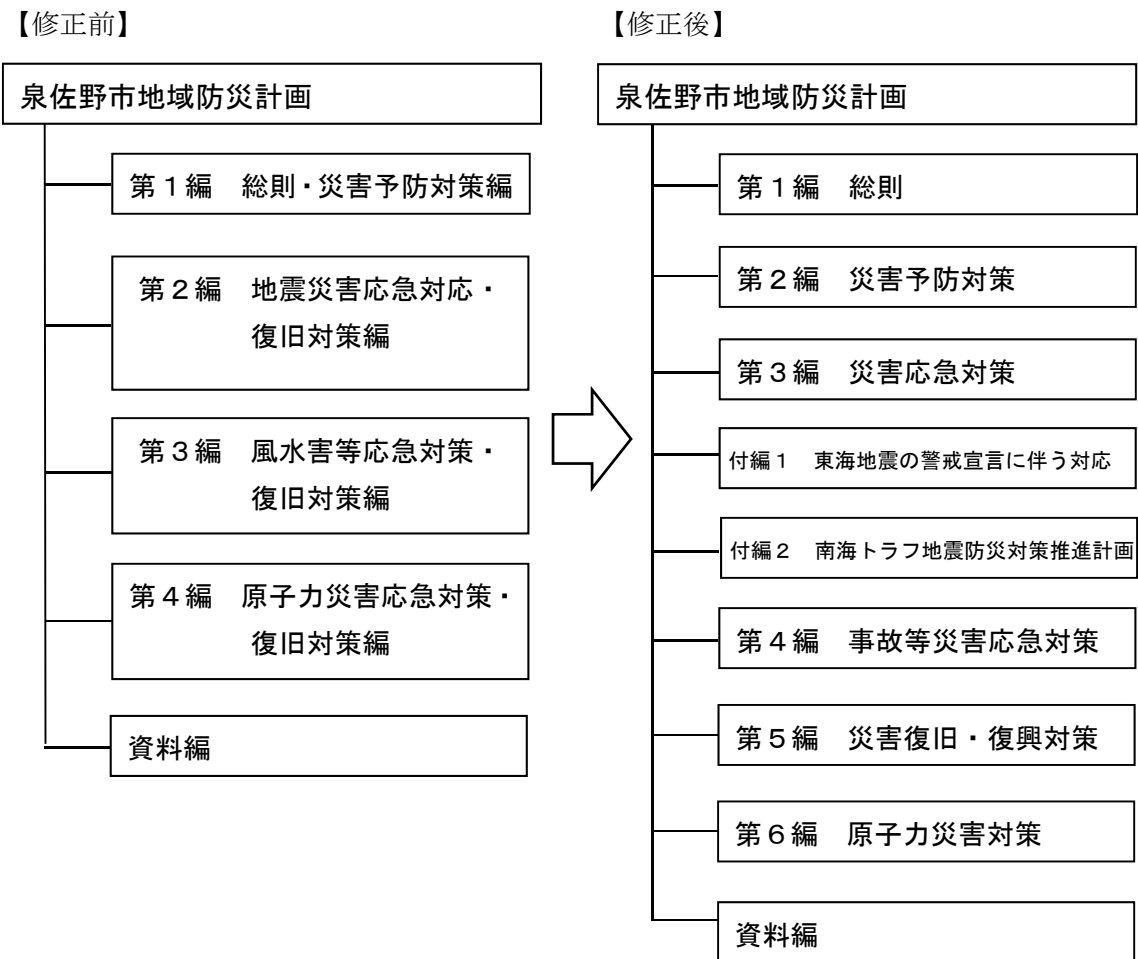 【修正前】
泉佐野市地域防災計画
第1編　総則・災害予防対策編
第2編　地震災害応急対応・
復旧対策編
第3編　風水害等応急対策・
復旧対策編
第4編　原子力災害応急対策・
復旧対策編
資料編
【修正後】
泉佐野市地域防災計画
第1編　総則
第2編　災害予防対策
第3編　災害応急対策
付編1　東海地震の警戒宣言に伴う対応
付編2　南海トラフ地震防災対策推進計画
第4編　事故等災害応急対策
第5編　災害復旧・復興対策
第6編　原子力災害対策
資料編